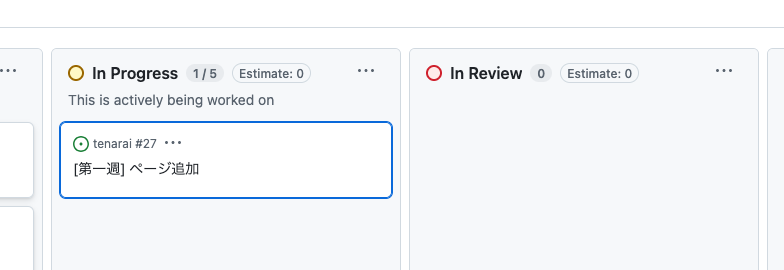 In Progress 1 / 5 Estimate: 0
This is actively being worked on
tenarai #27
[第一週] ページ追加
In Review 0 Estimate: 0